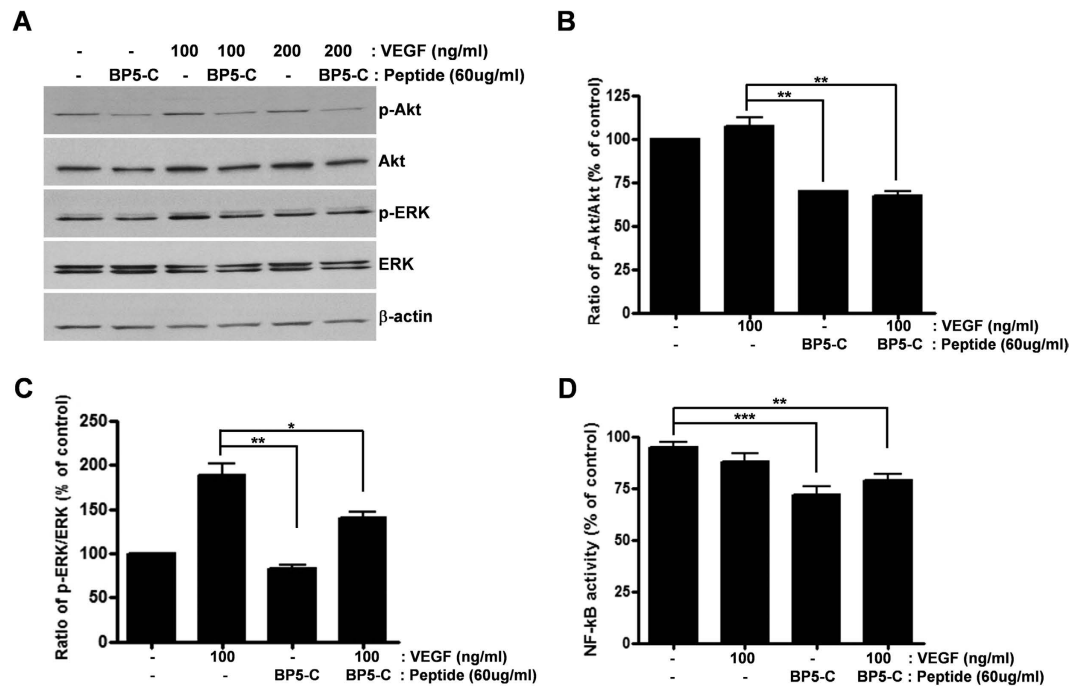 A
- - 100 100 200 200 : VEGF (ng/ml)
- BP5-C - BP5-C - BP5-C : Peptide (60ug/ml)
p-Akt
Akt
p-ERK
ERK
β-actin
B
Ratio of p-Akt/Akt (% of control)
125
100
75
50
25
0
**
**
- 100 - 100 : VEGF (ng/ml)
- - BP5-C BP5-C : Peptide (60ug/ml)
C
Ratio of p-ERK/ERK (% of control)
250
200
150
100
50
0
*
**
- 100 - 100 : VEGF (ng/ml)
- - BP5-C BP5-C : Peptide (60ug/ml)
D
NF-kB activity (% of control)
100
75
50
25
0
**
***
- 100 - 100 : VEGF (ng/ml)
- - BP5-C BP5-C : Peptide (60ug/ml)